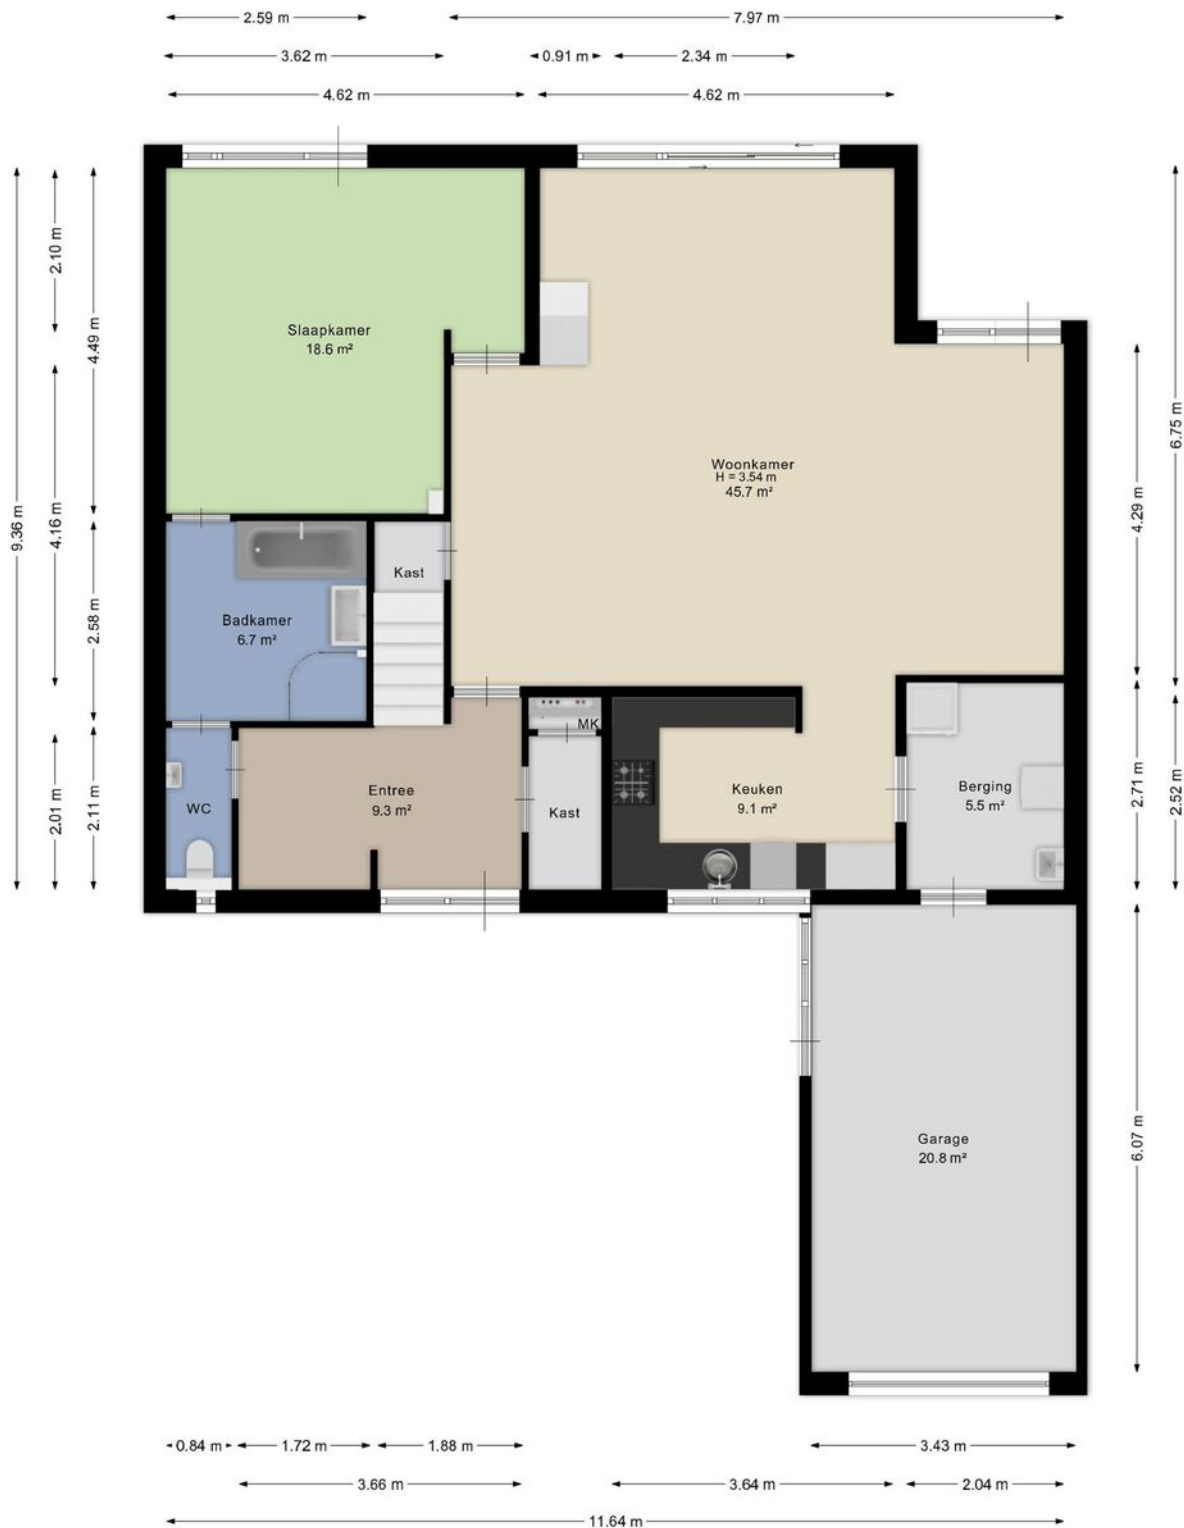 2.59 m
7.97 m
3.62 m
0.91 m
2.34 m
4.62 m
4.62 m
9.36 m
2.10 m
4.49 m
4.16 m
2.58 m
2.01 m
2.11 m
Slaapkamer
18.6 m²
Woonkamer
H = 3.54 m
45.7 m²
Kast
Badkamer
6.7 m²
MK
Entree
9.3 m²
WC
Kast
Keuken
9.1 m²
Berging
5.5 m²
Garage
20.8 m²
6.75 m
4.29 m
2.71 m
2.52 m
6.07 m
0.84 m
1.72 m
1.88 m
3.43 m
3.66 m
3.64 m
2.04 m
11.64 m